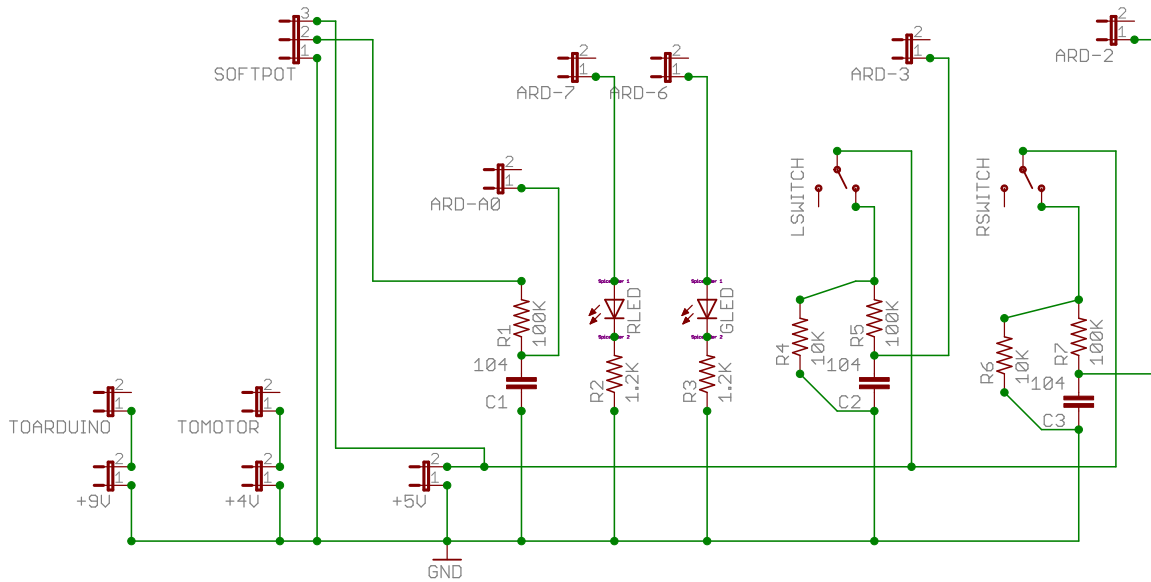 3
2
1
SOFTPOT
2
1
ARD-7
2
1
ARD-6
2
1
ARD-3
2
1
ARD-2
2
1
ARD-A0
LSWITCH
RSWITCH
R1
100K
104
C1
RLED
R2
1.2K
GLED
R3
1.2K
R4
10K
R5
100K
104
C2
R6
10K
R7
100K
104
C3
2
1
TOARDUINO
2
1
TOMOTOR
2
1
+9V
2
1
+4V
2
1
+5V
GND